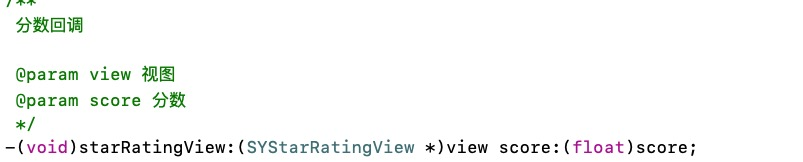 /**
分数回调
@param view 视图
@param score 分数
*/
-(void)starRatingView:(SYStarRatingView *)view score:(float)score;